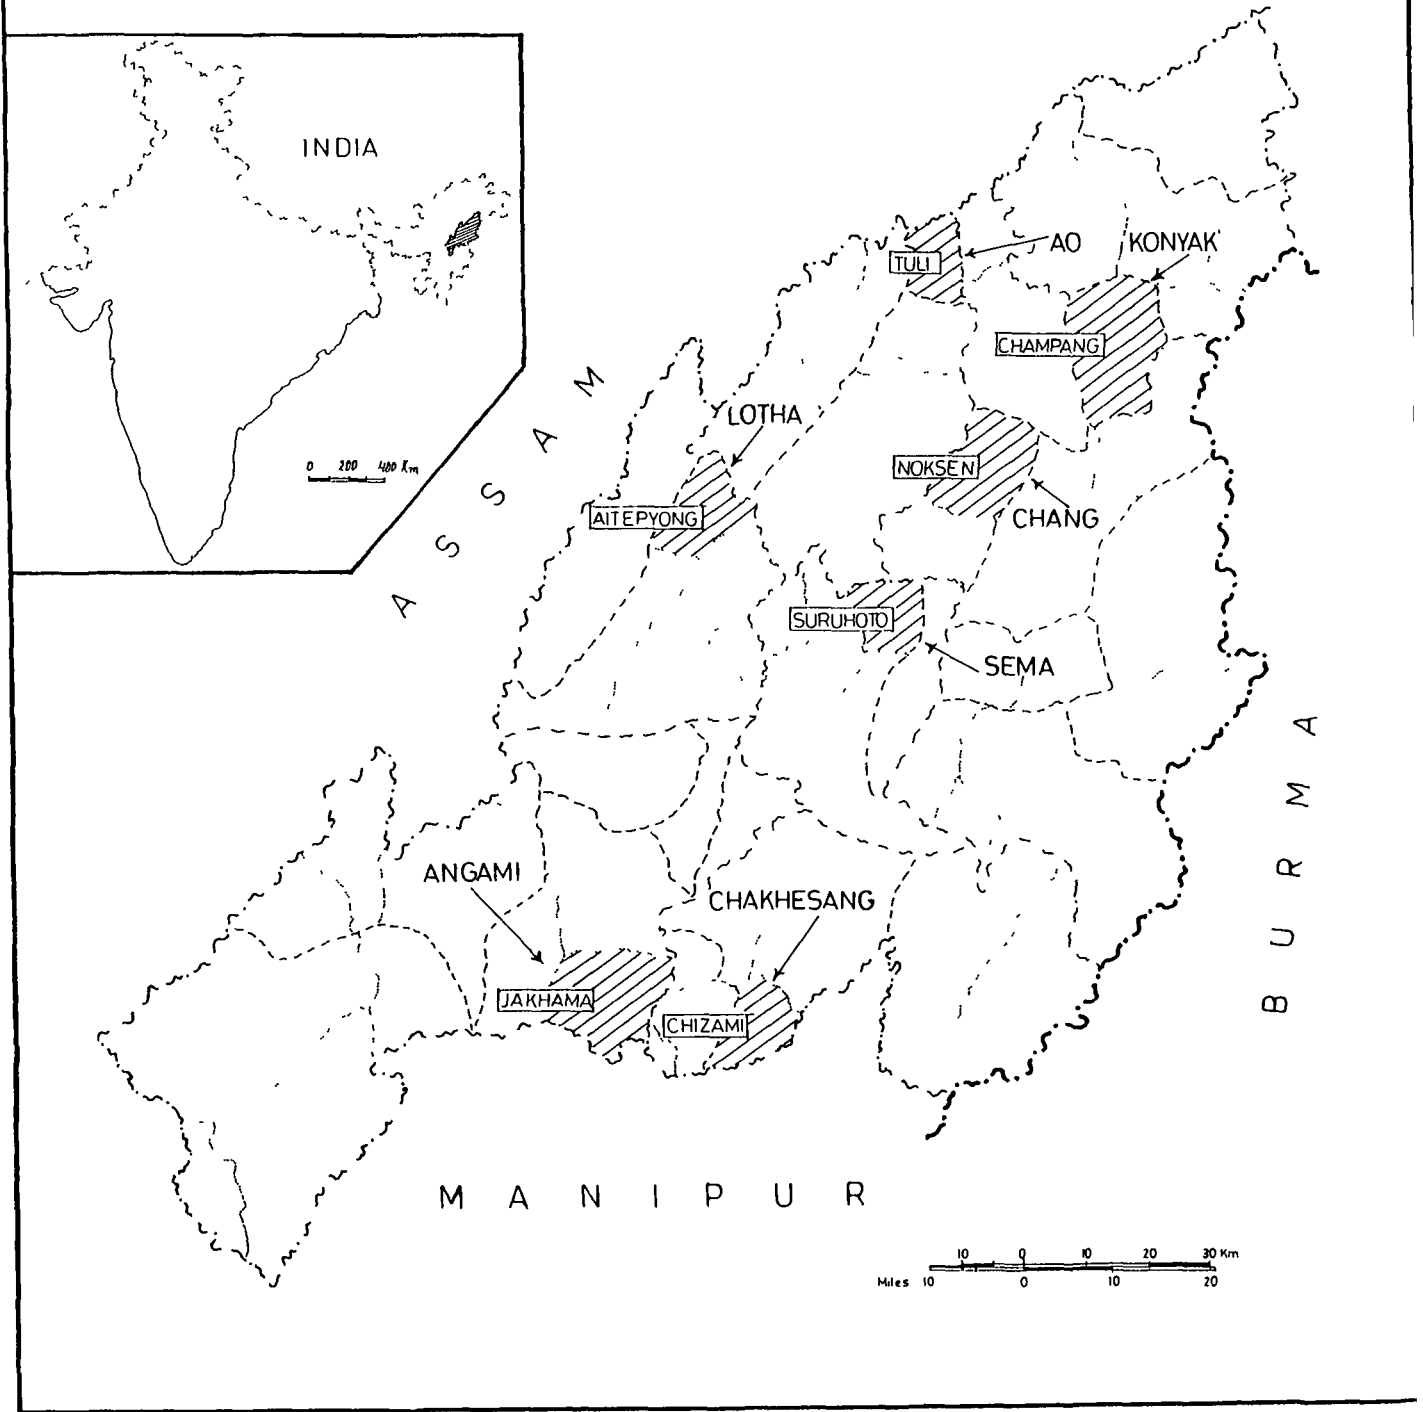 INDIA
0 200 400 Km
ASSAM
TULI
AO
KONYAK
CHAMPANG
LOTHA
NOKSEN
AITEPYONG
CHANG
SURUHOTO
SEMA
BURMA
ANGAMI
CHAKHESANG
JAKHAMA
CHIZAMI
MANIPUR
10 0 10 20 30 Km
Miles 10 0 10 20